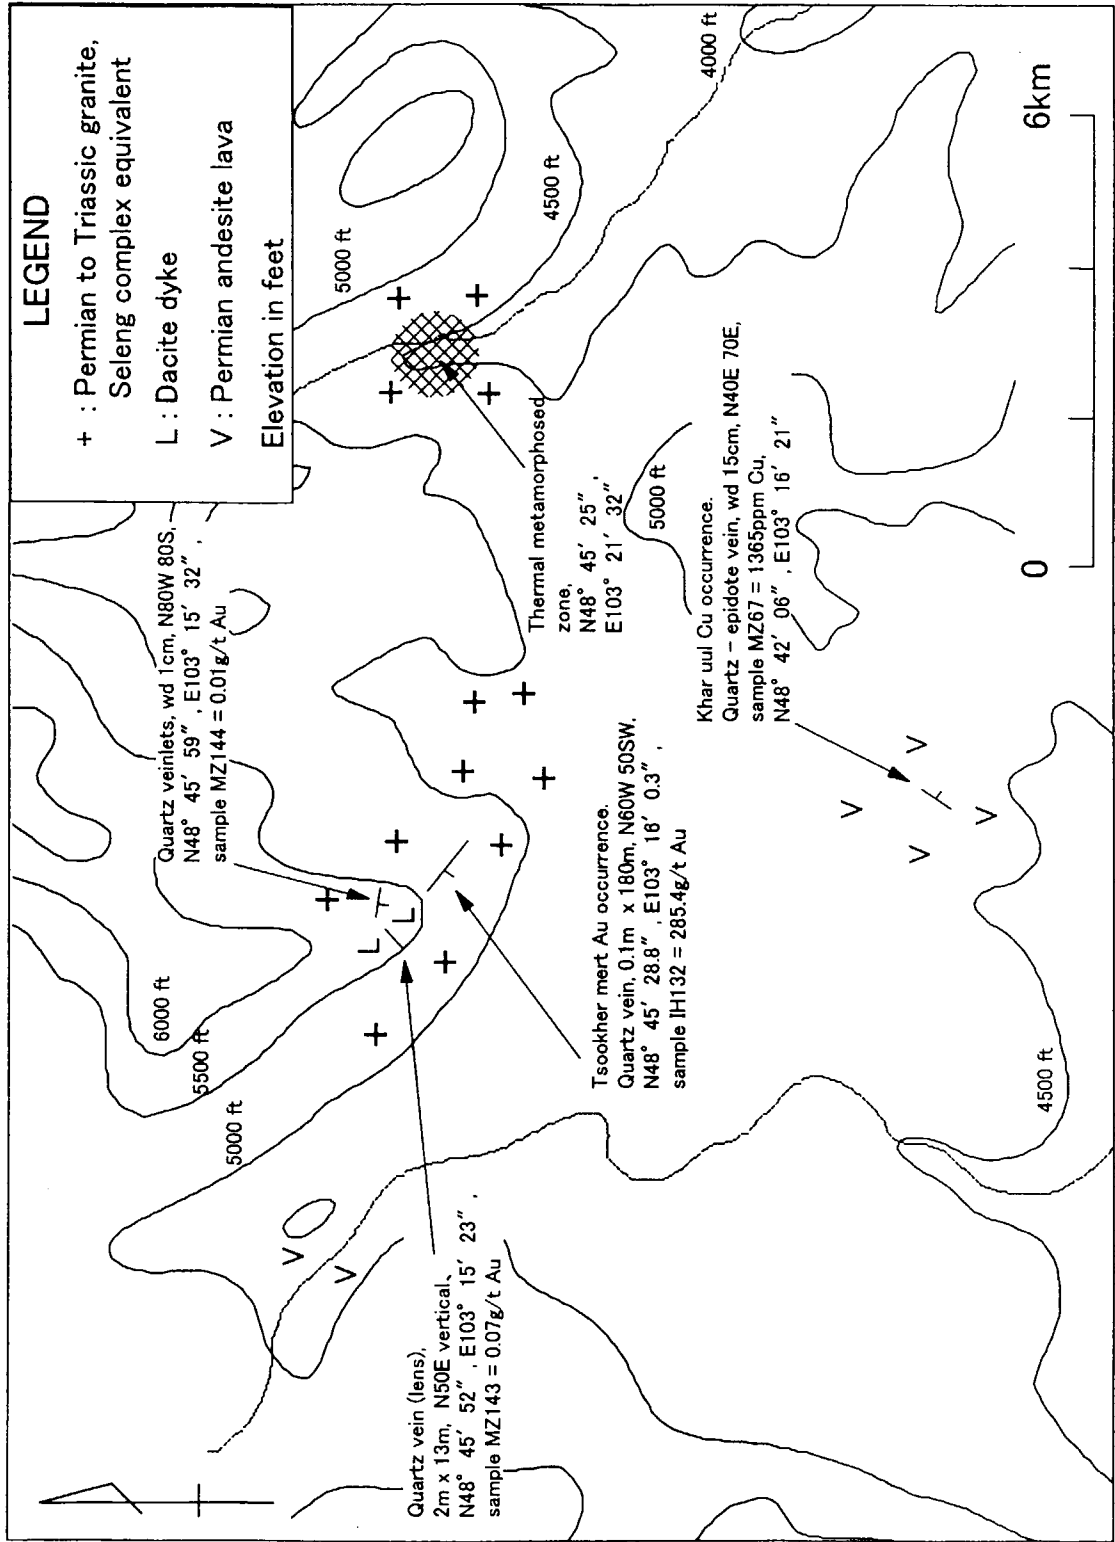 LEGEND
+ : Permian to Triassic granite,
Seleng complex equivalent
L : Dacite dyke
V : Permian andesite lava
Elevation in feet
Quartz veinlets, wd 1cm, N80W 80S,
N48° 45′ 59″ , E103° 15′ 32″ ,
sample MZ144 = 0.01g/t Au
6000 ft
5500 ft
5000 ft
5000 ft
4500 ft
4000 ft
Thermal metamorphosed
zone,
N48° 45′ 25″ ,
E103° 21′ 32″
5000 ft
Quartz vein (lens),
2m x 13m, N50E vertical,
N48° 45′ 52″ , E103° 15′ 23″ ,
sample MZ143 = 0.07g/t Au
Tsookher mert Au occurrence.
Quartz vein, 0.1m x 180m, N60W 50SW,
N48° 45′ 28.8″ , E103° 16′ 0.3″ ,
sample IH132 = 285.4g/t Au
Khar uul Cu occurrence.
Quartz - epidote vein, wd 15cm, N40E 70E,
sample MZ67 = 1365ppm Cu,
N48° 42′ 06″ , E103° 16′ 21″
4500 ft
0 6km
+ + + +
+ + + + + + + + + +
L L
V V
V V V V